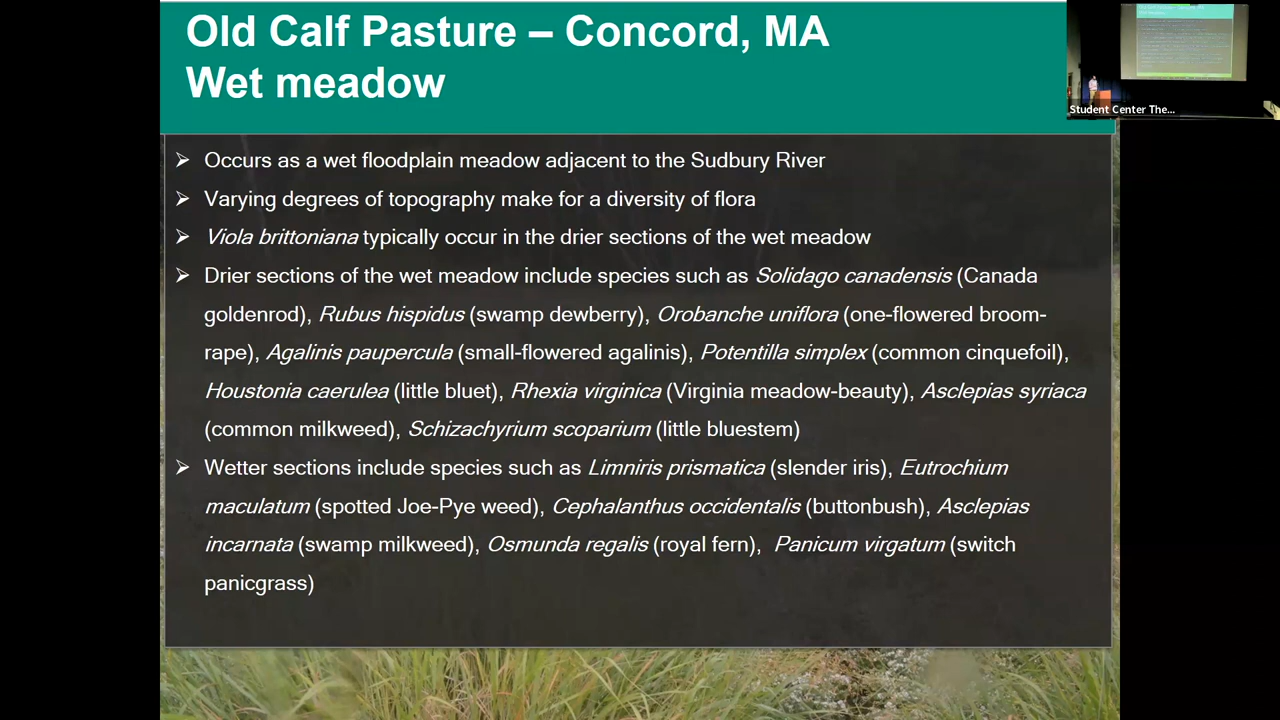 Old Calf Pasture – Concord, MA
Wet meadow
Student Center The...
➢ Occurs as a wet floodplain meadow adjacent to the Sudbury River
➢ Varying degrees of topography make for a diversity of flora
➢ Viola brittoniana typically occur in the drier sections of the wet meadow
➢ Drier sections of the wet meadow include species such as Solidago canadensis (Canada
goldenrod), Rubus hispidus (swamp dewberry), Orobanche uniflora (one-flowered broom-
rape), Agalinis paupercula (small-flowered agalinis), Potentilla simplex (common cinquefoil),
Houstonia caerulea (little bluet), Rhexia virginica (Virginia meadow-beauty), Asclepias syriaca
(common milkweed), Schizachyrium scoparium (little bluestem)
➢ Wetter sections include species such as Limniris prismatica (slender iris), Eutrochium
maculatum (spotted Joe-Pye weed), Cephalanthus occidentalis (buttonbush), Asclepias
incarnata (swamp milkweed), Osmunda regalis (royal fern), Panicum virgatum (switch
panicgrass)